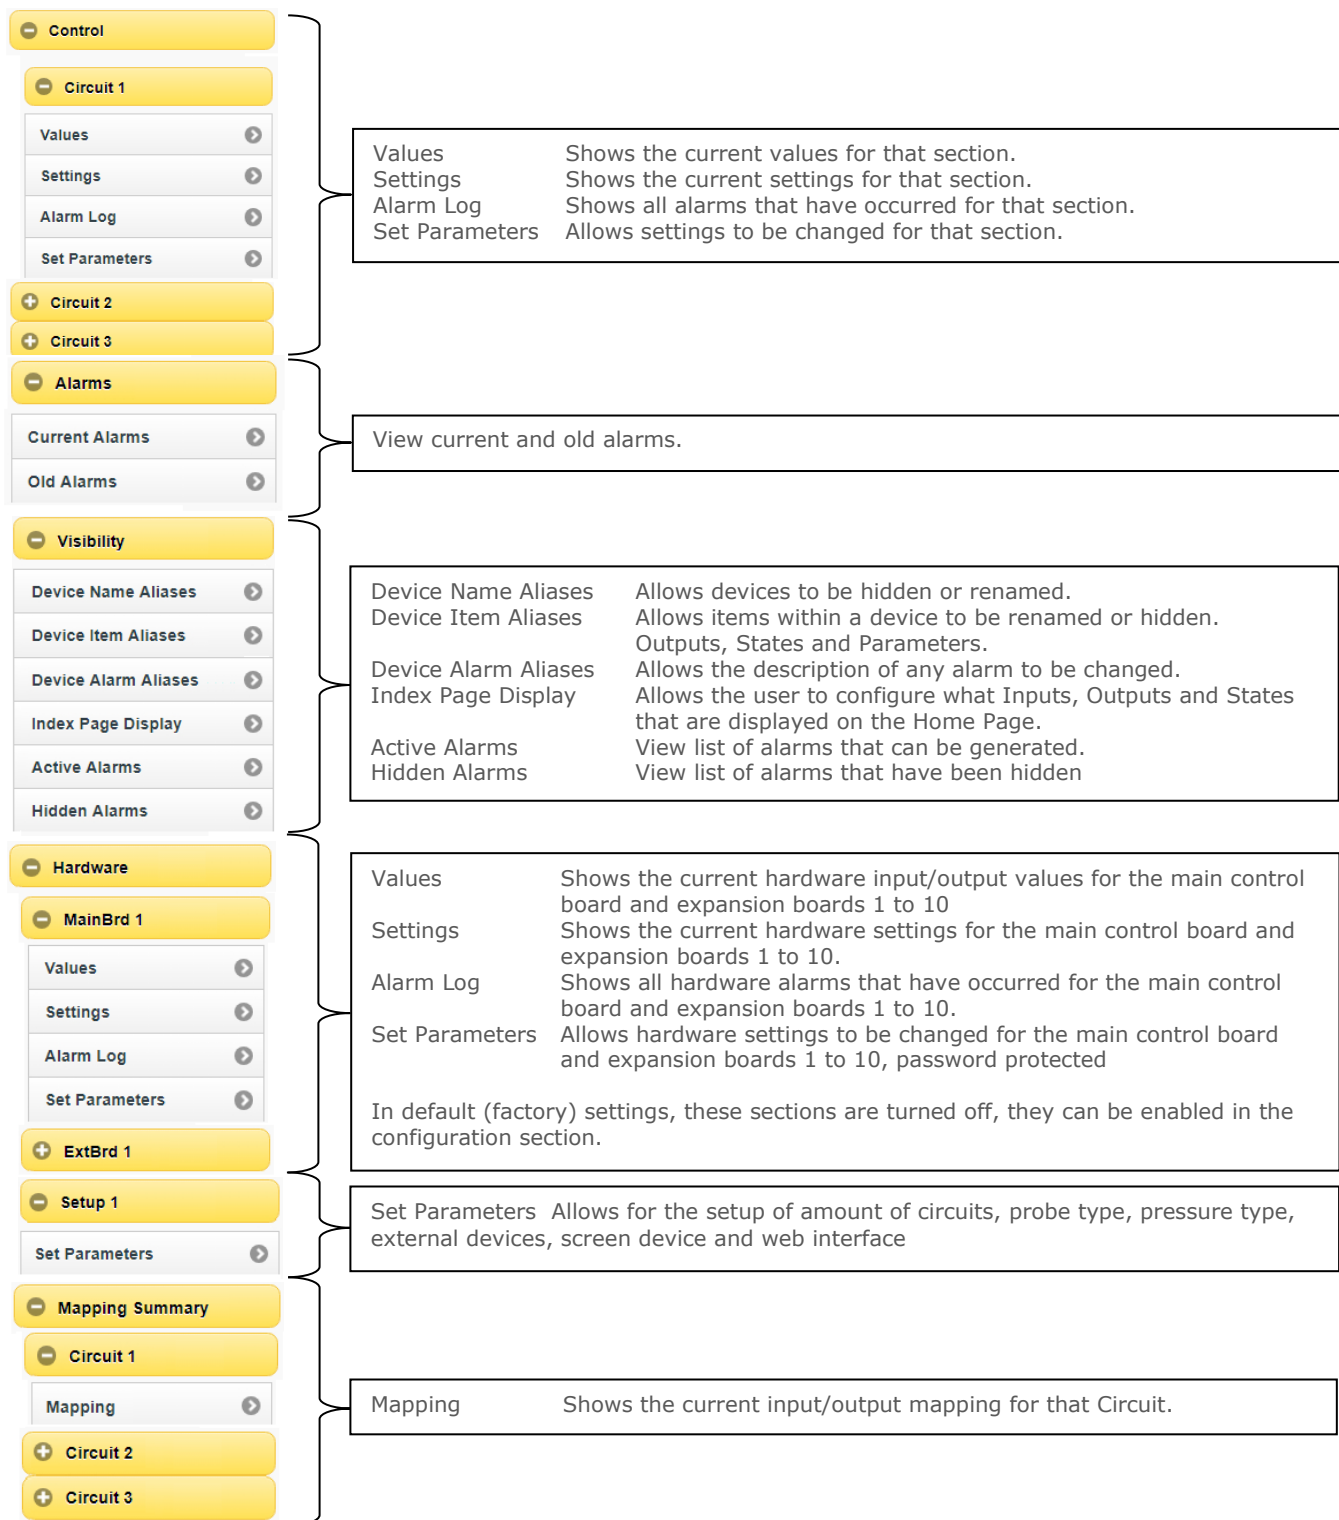 Control
Circuit 1
Values
Settings
Alarm Log
Set Parameters
Circuit 2
Circuit 3
Values Shows the current values for that section.
Settings Shows the current settings for that section.
Alarm Log Shows all alarms that have occurred for that section.
Set Parameters Allows settings to be changed for that section.
Alarms
Current Alarms
Old Alarms
View current and old alarms.
Visibility
Device Name Aliases
Device Item Aliases
Device Alarm Aliases
Index Page Display
Active Alarms
Hidden Alarms
Device Name Aliases Allows devices to be hidden or renamed.
Device Item Aliases Allows items within a device to be renamed or hidden.
Outputs, States and Parameters.
Device Alarm Aliases Allows the description of any alarm to be changed.
Index Page Display Allows the user to configure what Inputs, Outputs and States
that are displayed on the Home Page.
Active Alarms View list of alarms that can be generated.
Hidden Alarms View list of alarms that have been hidden
Hardware
MainBrd 1
Values
Settings
Alarm Log
Set Parameters
ExtBrd 1
Values Shows the current hardware input/output values for the main control
board and expansion boards 1 to 10
Settings Shows the current hardware settings for the main control board and
expansion boards 1 to 10.
Alarm Log Shows all hardware alarms that have occurred for the main control
board and expansion boards 1 to 10.
Set Parameters Allows hardware settings to be changed for the main control board
and expansion boards 1 to 10, password protected
In default (factory) settings, these sections are turned off, they can be enabled in the
configuration section.
Setup 1
Set Parameters
Set Parameters Allows for the setup of amount of circuits, probe type, pressure type,
external devices, screen device and web interface
Mapping Summary
Circuit 1
Mapping
Circuit 2
Circuit 3
Mapping Shows the current input/output mapping for that Circuit.